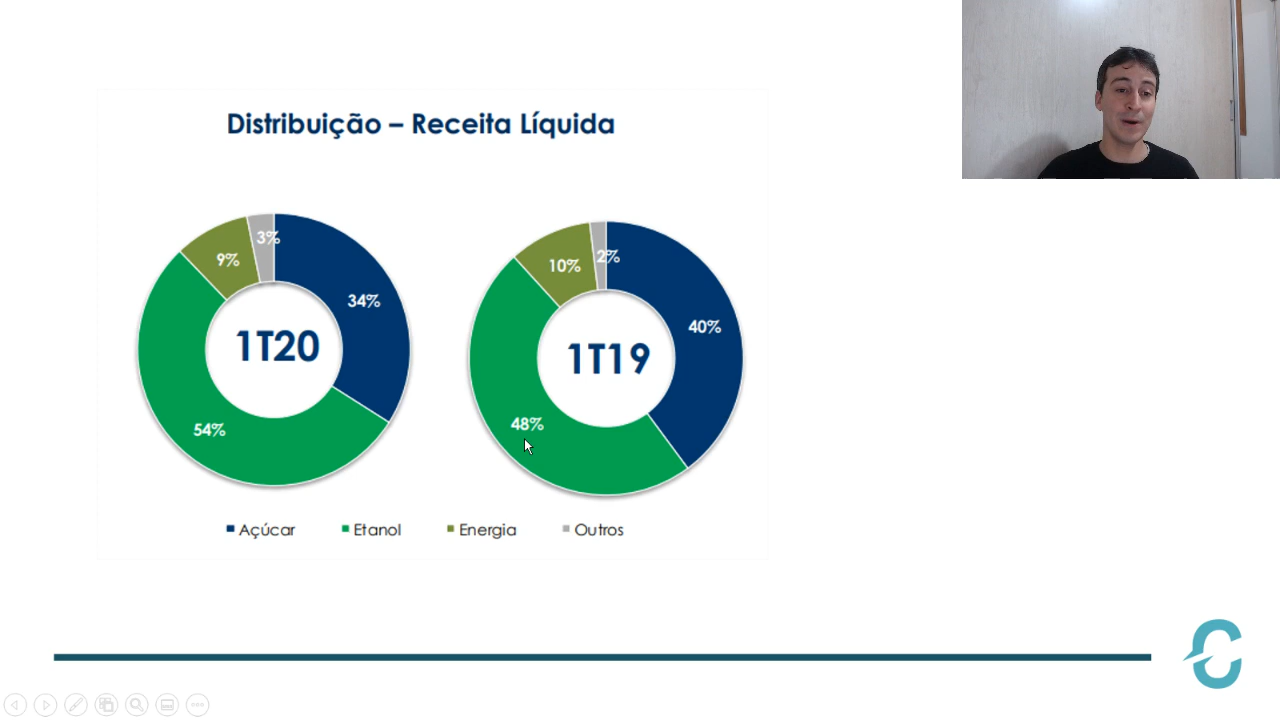 Distribuição – Receita Líquida
3%
9%
34%
1T20
54%
2%
10%
40%
1T19
48%
Açúcar Etanol Energia Outros